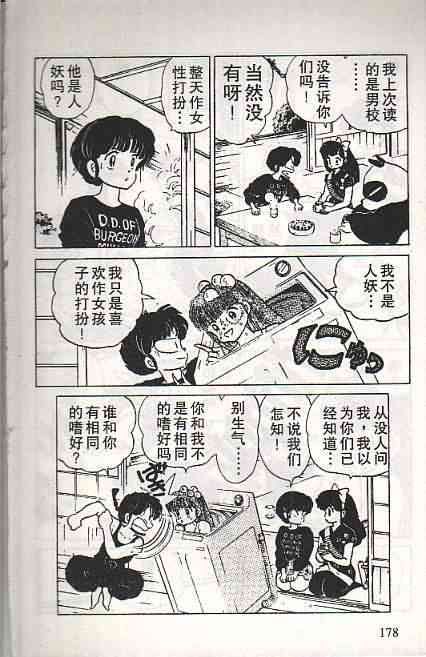 我上次读
的是男校
……
没告诉你
们吗！
当然没
有呀！
整天作女
性打扮…
他是人
妖吗？
D.D.OF
BURGEON
我不是
人妖…
我只是喜
欢作女孩
子的打扮！
にゅっ
从没人问
我，我以
为你们已
经知道…
不说我们
怎知！
别生气……
你和我不
是有相同
的嗜好吗
谁和你
有相同
的嗜好？
ばき
178